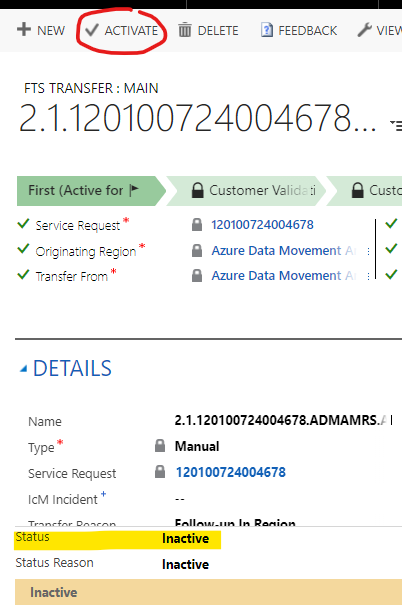 NEW ACTIVATE DELETE FEEDBACK VIEW
FTS TRANSFER : MAIN
2.1.120100724004678...
First (Active for Customer Validati Custo
Service Request * 120100724004678
Originating Region * Azure Data Movement A
Transfer From * Azure Data Movement A
DETAILS
Name 2.1.120100724004678.ADMAMRS.
Type * Manual
Service Request 120100724004678
IcM Incident + --
Transfer Reason Follow-up In Region
Status Inactive
Status Reason Inactive
Inactive